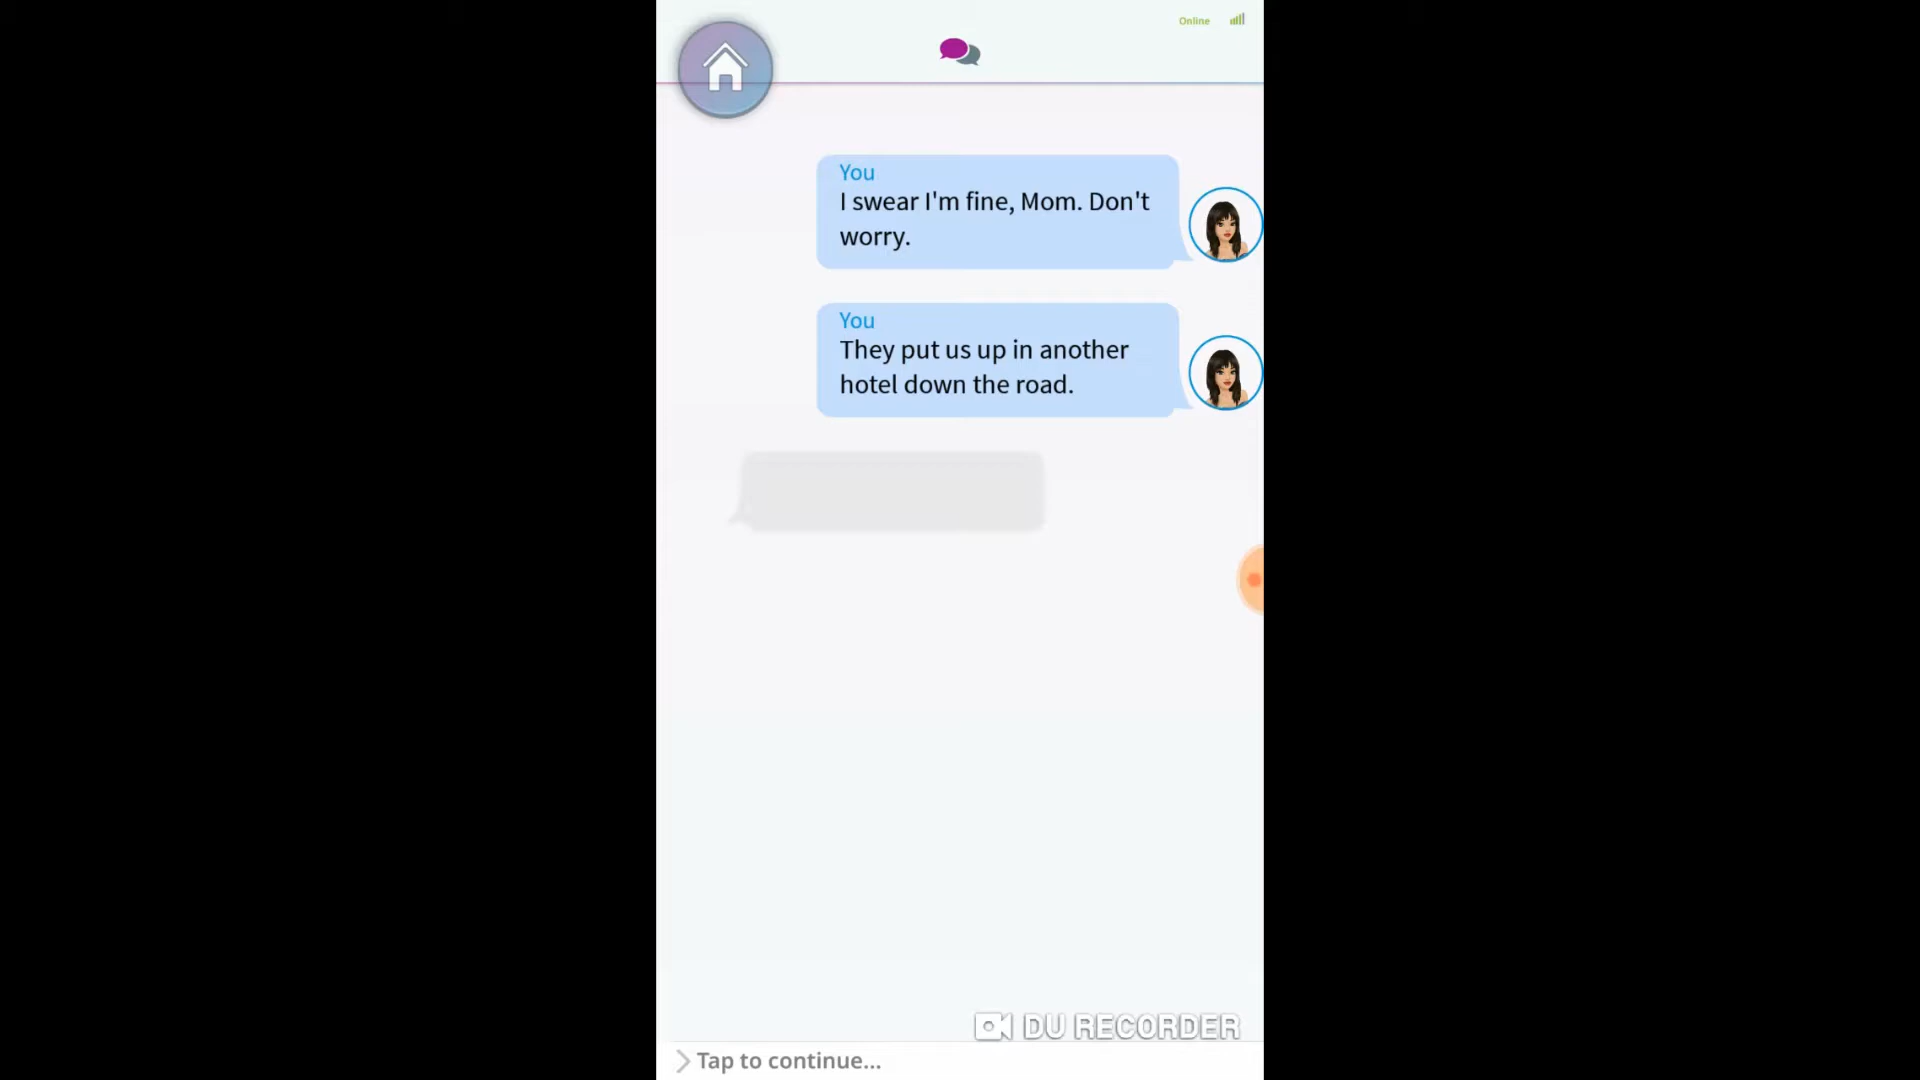 Online
You
I swear I'm fine, Mom. Don't
worry.
You
They put us up in another
hotel down the road.
DU RECORDER
Tap to continue...